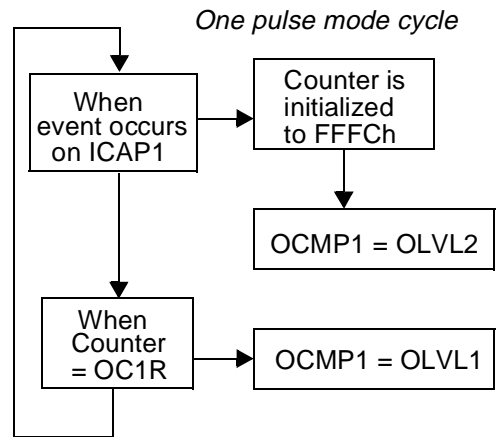 One pulse mode cycle
When
event occurs
on ICAP1
Counter is
initialized
to FFFCh
OCMP1 = OLVL2
When
Counter
= OC1R
OCMP1 = OLVL1